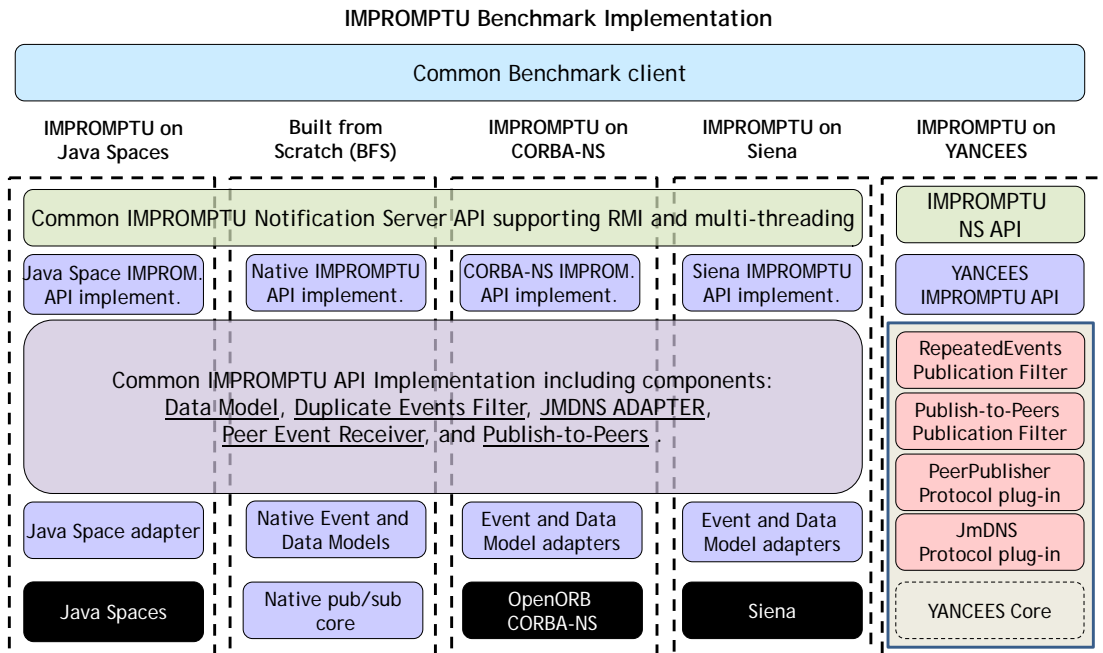 IMPROMPTU Benchmark Implementation
Common Benchmark client
IMPROMPTU on
Java Spaces
Built from
Scratch (BFS)
IMPROMPTU on
CORBA-NS
IMPROMPTU on
Siena
IMPROMPTU on
YANCEES
Common IMPROMPTU Notification Server API supporting RMI and multi-threading
IMPROMPTU
NS API
Java Space IMPROM.
API implement.
Native IMPROMPTU
API implement.
CORBA-NS IMPROM.
API implement.
Siena IMPROMPTU
API implement.
YANCEES
IMPROMPTU API
Common IMPROMPTU API Implementation including components:
Data Model, Duplicate Events Filter, JMDNS ADAPTER,
Peer Event Receiver, and Publish-to-Peers .
RepeatedEvents
Publication Filter
Publish-to-Peers
Publication Filter
PeerPublisher
Protocol plug-in
JmDNS
Protocol plug-in
Java Space adapter
Native Event and
Data Models
Event and Data
Model adapters
Event and Data
Model adapters
Java Spaces
Native pub/sub
core
OpenORB
CORBA-NS
Siena
YANCEES Core